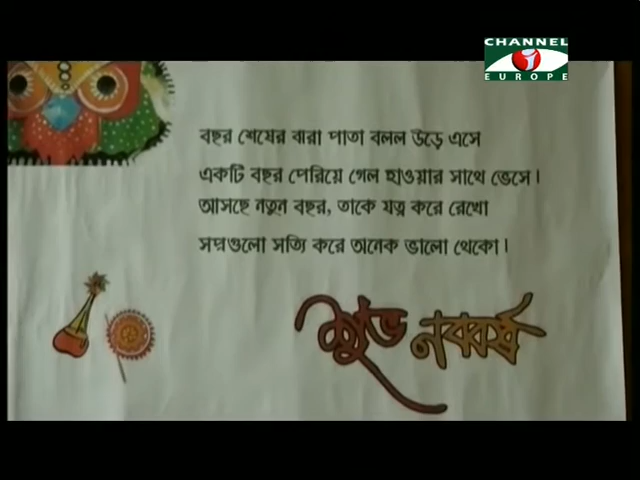 CHANNEL
i
EUROPE
বছর শেষের ঝরা পাতা বলল উড়ে এসে
একটি বছর পেরিয়ে গেল হাওয়ার সাথে ভেসে।
আসছে নতুন বছর, তাকে যত্ন করে রেখো
সপ্নগুলো সত্যি করে অনেক ভালো থেকো।
শুভ নববর্ষ